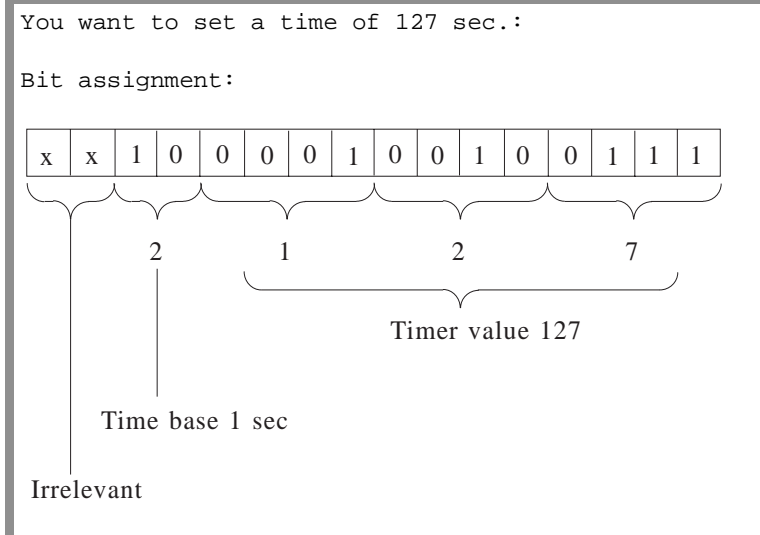 You want to set a time of 127 sec.:
Bit assignment:
x x 1 0 0 0 0 1 0 0 1 0 0 1 1 1
2 1 2 7
Timer value 127
Time base 1 sec
Irrelevant